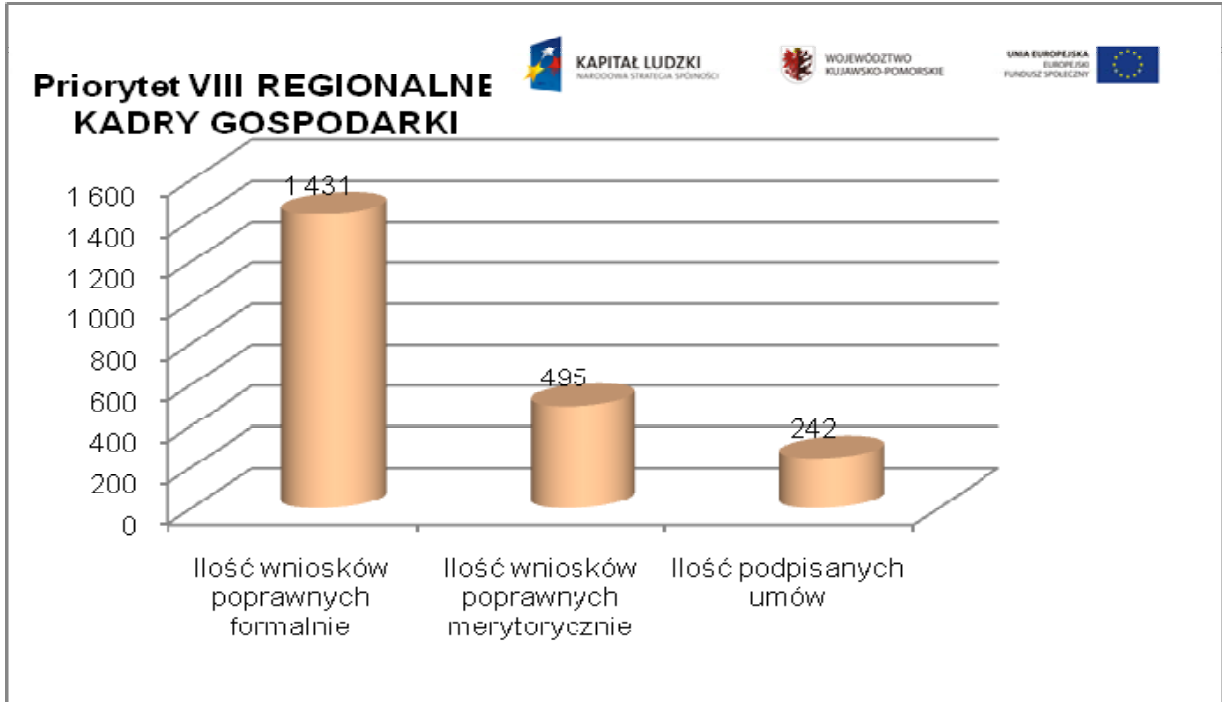 KAPITAŁ LUDZKI
NARODOWA STRATEGIA SPÓJNOŚCI
WOJEWÓDZTWO
KUJAWSKO-POMORSKIE
UNIA EUROPEJSKA
EUROPEJSKI
FUNDUSZ SPOŁECZNY
Priorytet VIII REGIONALNE
KADRY GOSPODARKI
1 600
1 400
1 200
1 000
800
600
400
200
0
1 431
495
242
Ilość wniosków
poprawnych
formalnie
Ilość wniosków
poprawnych
merytorycznie
Ilość podpisanych
umów